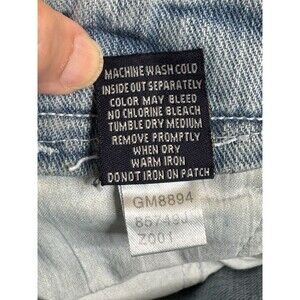 MACHINE WASH COLD
INSIDE OUT SEPARATELY
COLOR MAY BLEED
NO CHLORINE BLEACH
TUMBLE DRY MEDIUM
REMOVE PROMPTLY
WHEN DRY
WARM IRON
DO NOT IRON ON PATCH
GM8894
Z001